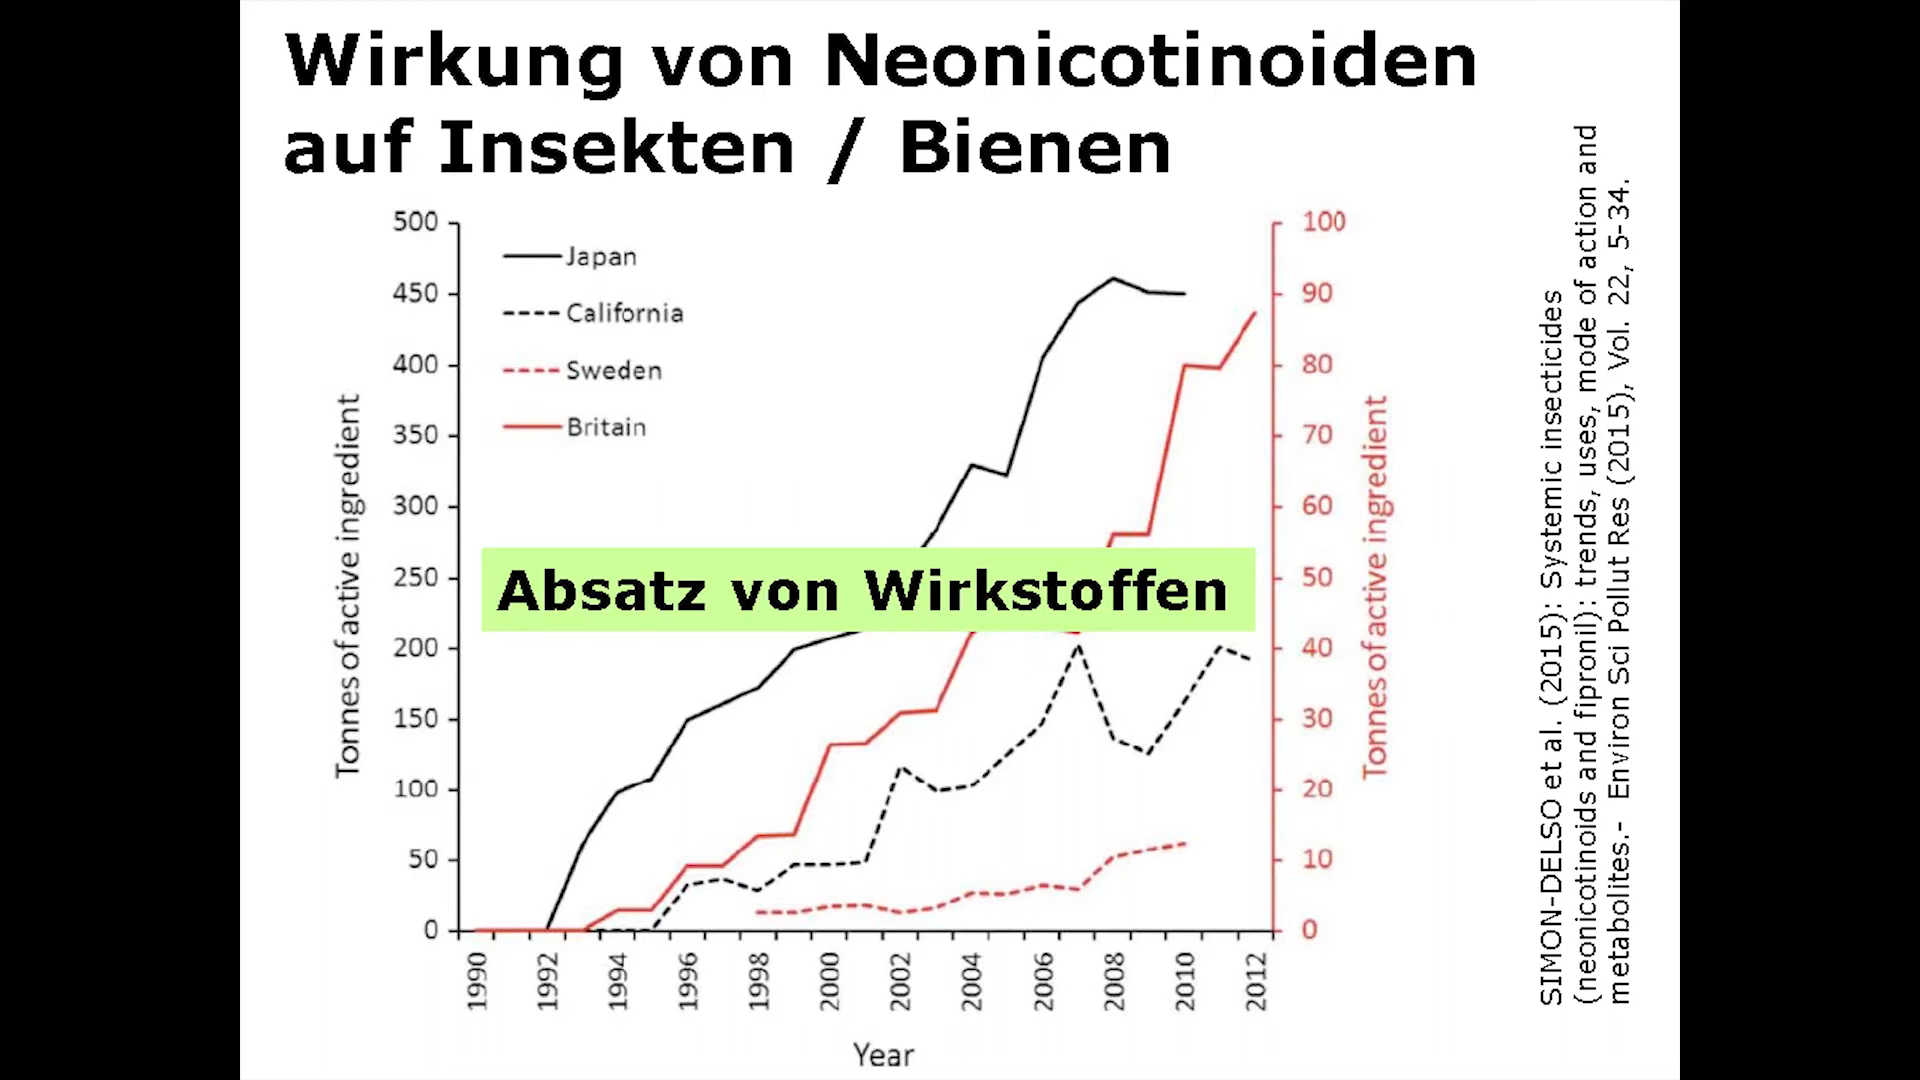 Wirkung von Neonicotinoiden
auf Insekten / Bienen
500
450
400
350
300
250
200
150
100
50
0
Tonnes of active ingredient
Japan
California
Sweden
Britain
Absatz von Wirkstoffen
100
90
80
70
60
50
40
30
20
10
0
Tonnes of active ingredient
1990
1992
1994
1996
1998
2000
2002
2004
2006
2008
2010
2012
Year
SIMON-DELSO et al. (2015): Systemic insecticides
(neonicotinoids and fipronil): trends, uses, mode of action and
metabolites.- Environ Sci Pollut Res (2015), Vol. 22, 5-34.